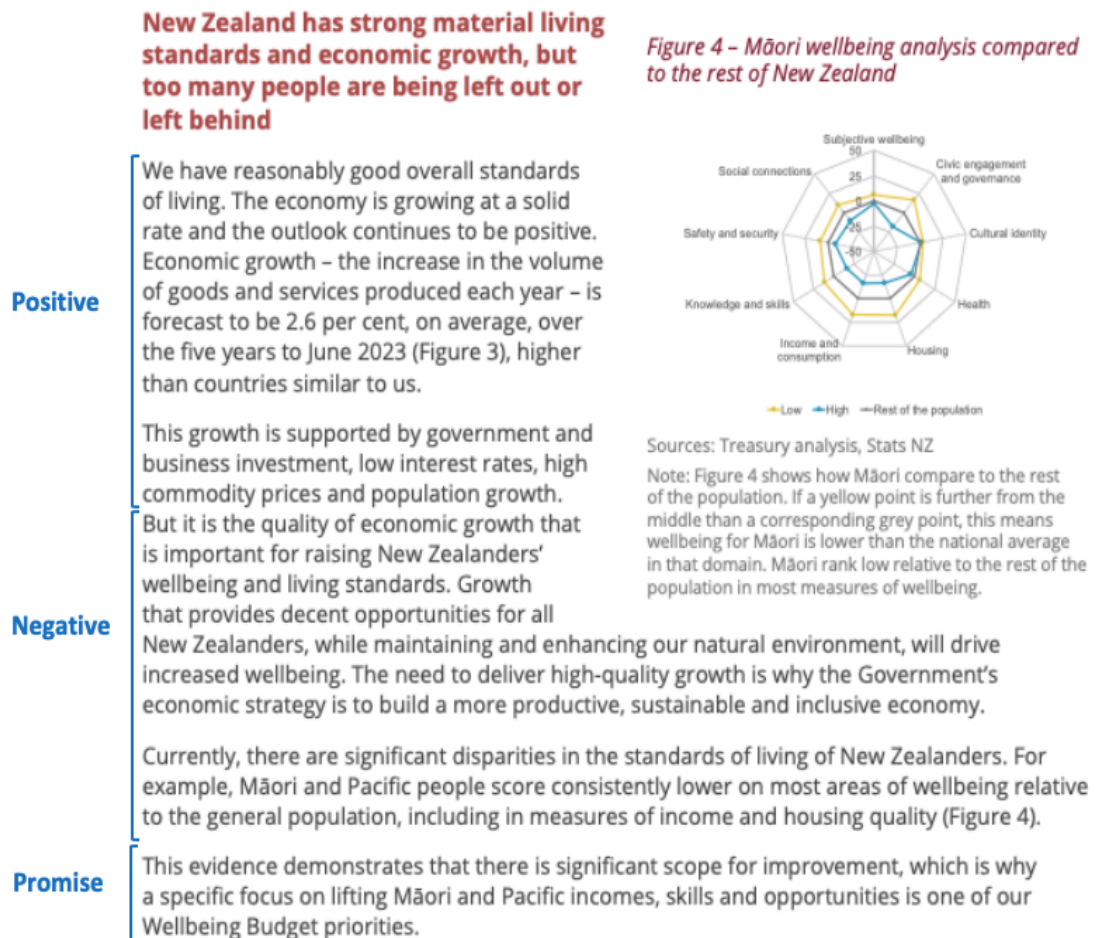 New Zealand has strong material living
standards and economic growth, but
too many people are being left out or
left behind
Positive
We have reasonably good overall standards
of living. The economy is growing at a solid
rate and the outlook continues to be positive.
Economic growth – the increase in the volume
of goods and services produced each year – is
forecast to be 2.6 per cent, on average, over
the five years to June 2023 (Figure 3), higher
than countries similar to us.
This growth is supported by government and
business investment, low interest rates, high
commodity prices and population growth.
Negative
But it is the quality of economic growth that
is important for raising New Zealanders'
wellbeing and living standards. Growth
that provides decent opportunities for all
New Zealanders, while maintaining and enhancing our natural environment, will drive
increased wellbeing. The need to deliver high-quality growth is why the Government's
economic strategy is to build a more productive, sustainable and inclusive economy.
Currently, there are significant disparities in the standards of living of New Zealanders. For
example, Māori and Pacific people score consistently lower on most areas of wellbeing relative
to the general population, including in measures of income and housing quality (Figure 4).
Promise
This evidence demonstrates that there is significant scope for improvement, which is why
a specific focus on lifting Māori and Pacific incomes, skills and opportunities is one of our
Wellbeing Budget priorities.
Figure 4 – Māori wellbeing analysis compared
to the rest of New Zealand
Subjective wellbeing
50
Civic engagement
and governance
Social connections
25
0
Safety and security
Cultural identity
-25
-50
Knowledge and skills
Health
Income and
consumption
Housing
Low High Rest of the population
Sources: Treasury analysis, Stats NZ
Note: Figure 4 shows how Māori compare to the rest
of the population. If a yellow point is further from the
middle than a corresponding grey point, this means
wellbeing for Māori is lower than the national average
in that domain. Māori rank low relative to the rest of the
population in most measures of wellbeing.